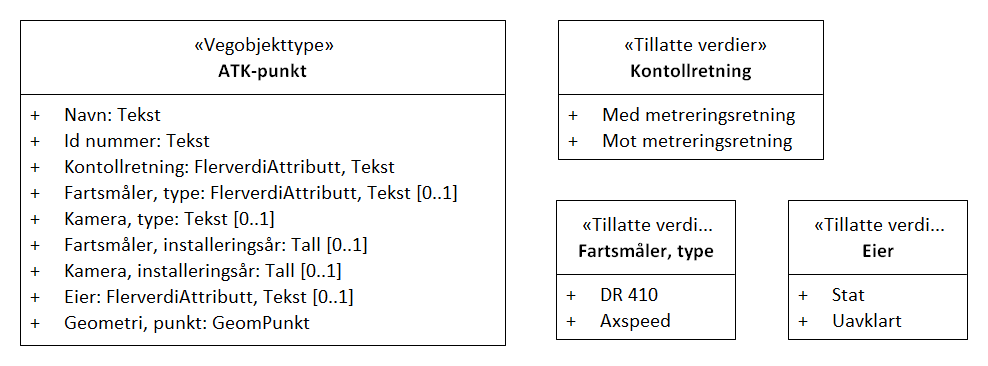 «Vegobjekttype»
ATK-punkt
+ Navn: Tekst
+ Id nummer: Tekst
+ Kontollretning: FlerverdiAttributt, Tekst
+ Fartsmåler, type: FlerverdiAttributt, Tekst [0..1]
+ Kamera, type: Tekst [0..1]
+ Fartsmåler, installeringsår: Tall [0..1]
+ Kamera, installeringsår: Tall [0..1]
+ Eier: FlerverdiAttributt, Tekst [0..1]
+ Geometri, punkt: GeomPunkt
«Tillatte verdier»
Kontollretning
+ Med metreringsretning
+ Mot metreringsretning
«Tillatte verdi...
Fartsmåler, type
+ DR 410
+ Axspeed
«Tillatte verdi...
Eier
+ Stat
+ Uavklart